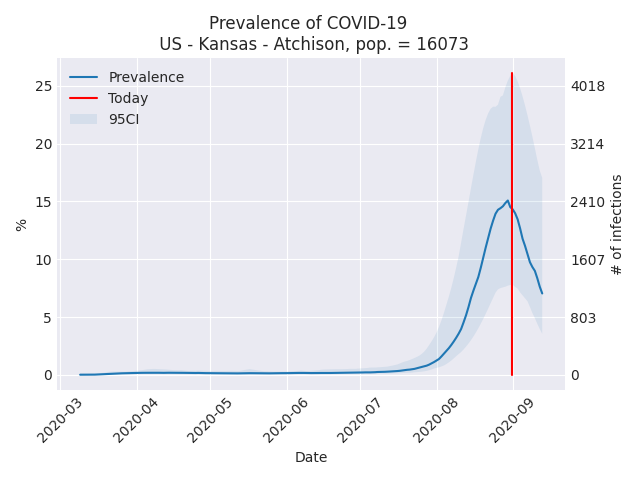 Prevalence of COVID-19
US - Kansas - Atchison, pop. = 16073
Prevalence
Today
95CI
25
20
15
10
5
0
%
4018
3214
2410
1607
803
0
# of infections
2020-03
2020-04
2020-05
2020-06
2020-07
2020-08
2020-09
Date